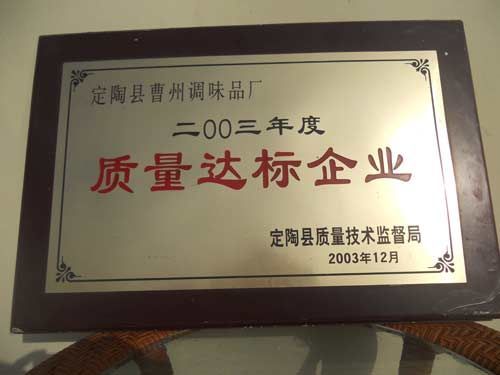 定陶县曹州调味品厂
二00三年度
质量达标企业
定陶县质量技术监督局
2003年12月